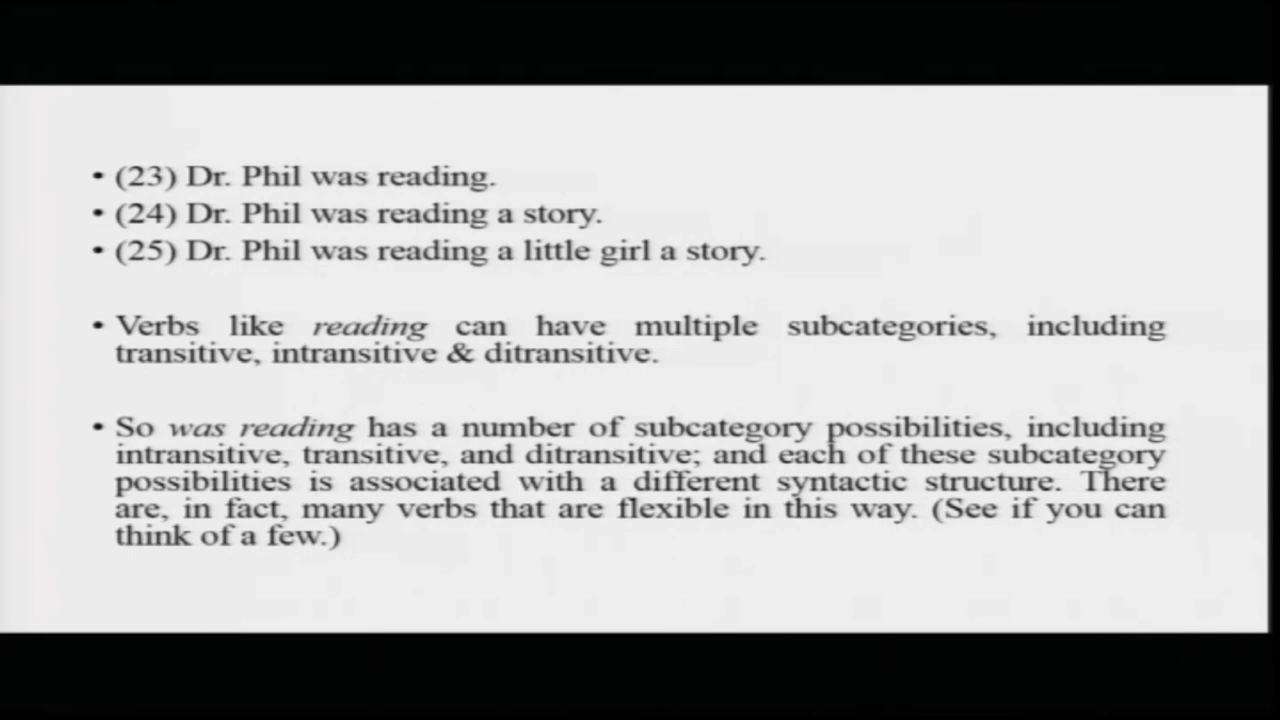 • (23) Dr. Phil was reading.
• (24) Dr. Phil was reading a story.
• (25) Dr. Phil was reading a little girl a story.
• Verbs like reading can have multiple subcategories, including
transitive, intransitive & ditransitive.
• So was reading has a number of subcategory possibilities, including
intransitive, transitive, and ditransitive; and each of these subcategory
possibilities is associated with a different syntactic structure. There
are, in fact, many verbs that are flexible in this way. (See if you can
think of a few.)